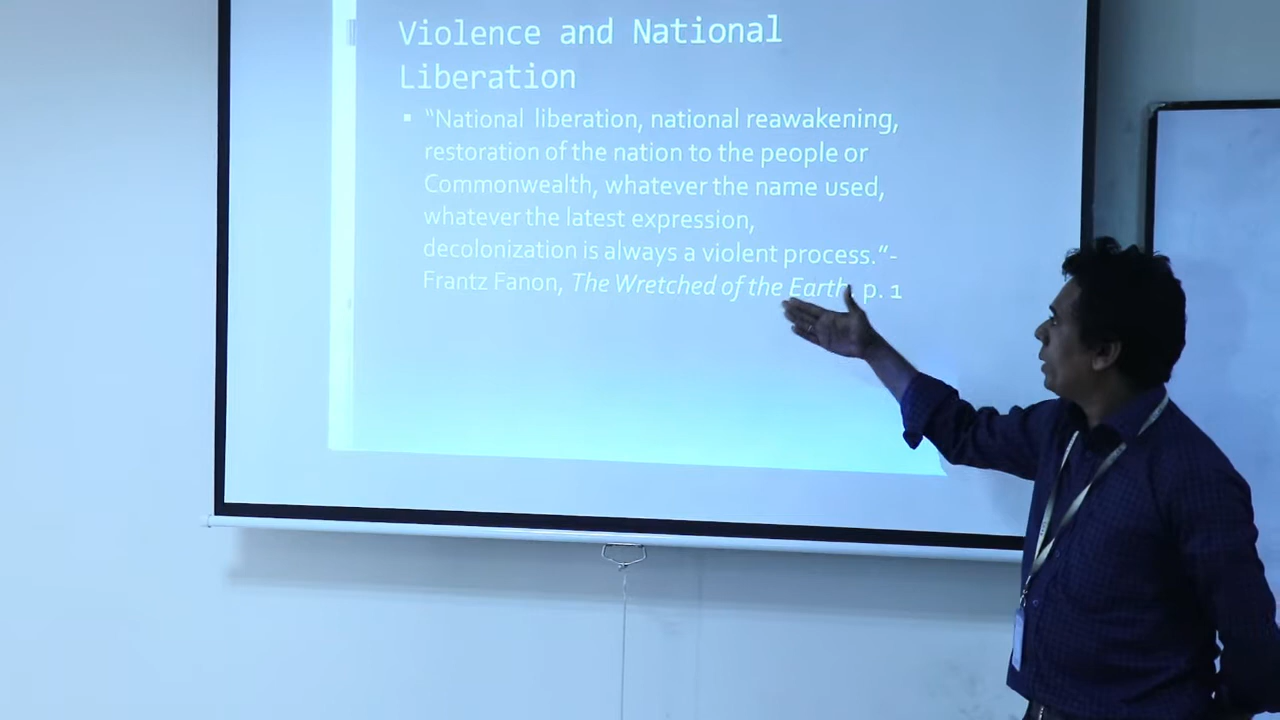 Violence and National
Liberation
▪ “National liberation, national reawakening,
restoration of the nation to the people or
Commonwealth, whatever the name used,
whatever the latest expression,
decolonization is always a violent process.”-
Frantz Fanon, The Wretched of the Earth, p. 1